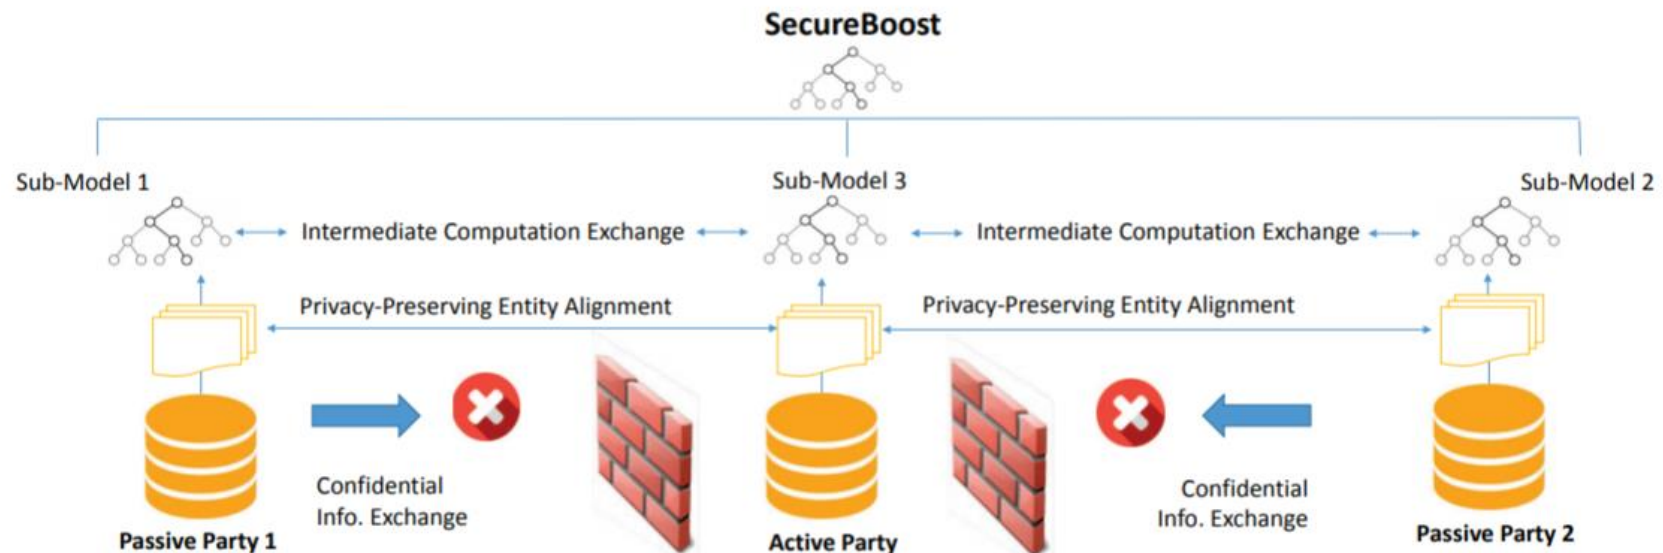 SecureBoost
Sub-Model 1
Sub-Model 3
Sub-Model 2
Intermediate Computation Exchange
Intermediate Computation Exchange
Privacy-Preserving Entity Alignment
Privacy-Preserving Entity Alignment
Confidential
Info. Exchange
Confidential
Info. Exchange
Passive Party 1
Active Party
Passive Party 2